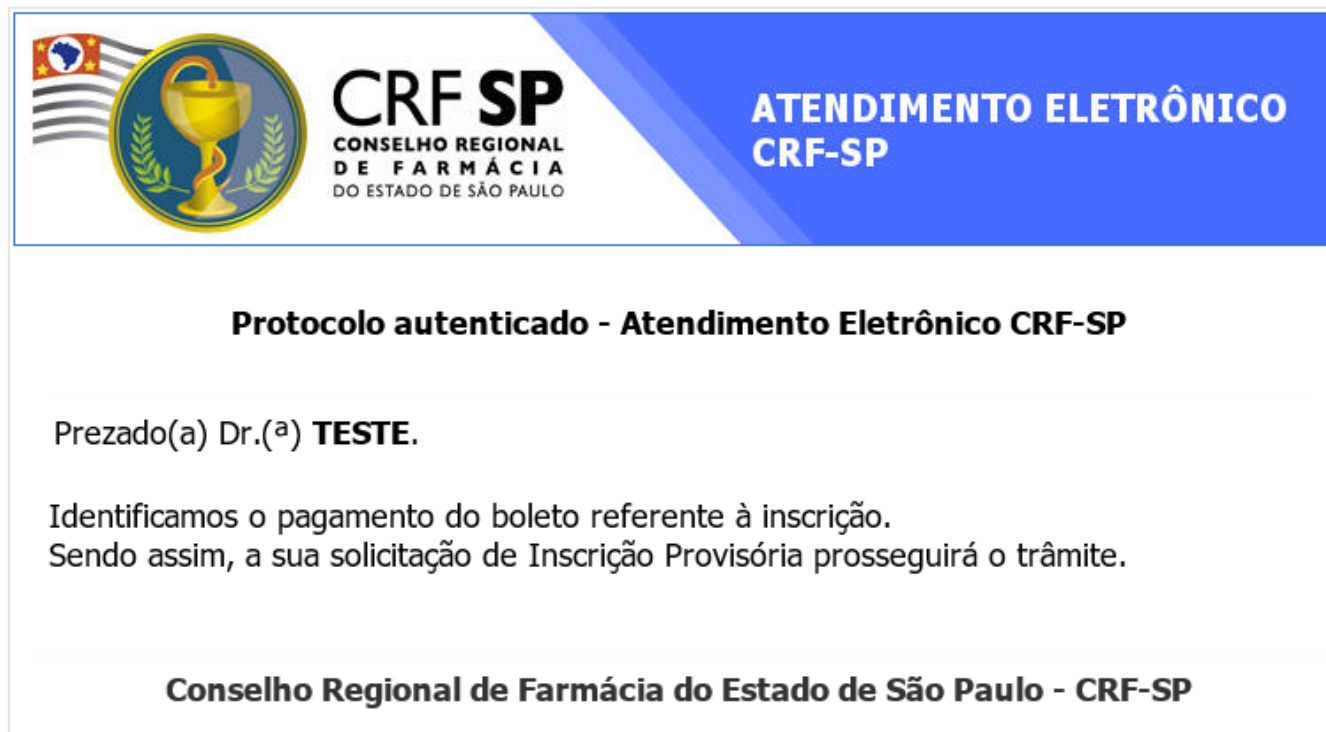 CRF SP
CONSELHO REGIONAL
DE FARMÁCIA
DO ESTADO DE SÃO PAULO
ATENDIMENTO ELETRÔNICO
CRF-SP
Protocolo autenticado - Atendimento Eletrônico CRF-SP
Prezado(a) Dr.(ª) TESTE.
Identificamos o pagamento do boleto referente à inscrição.
Sendo assim, a sua solicitação de Inscrição Provisória prosseguirá o trâmite.
Conselho Regional de Farmácia do Estado de São Paulo - CRF-SP